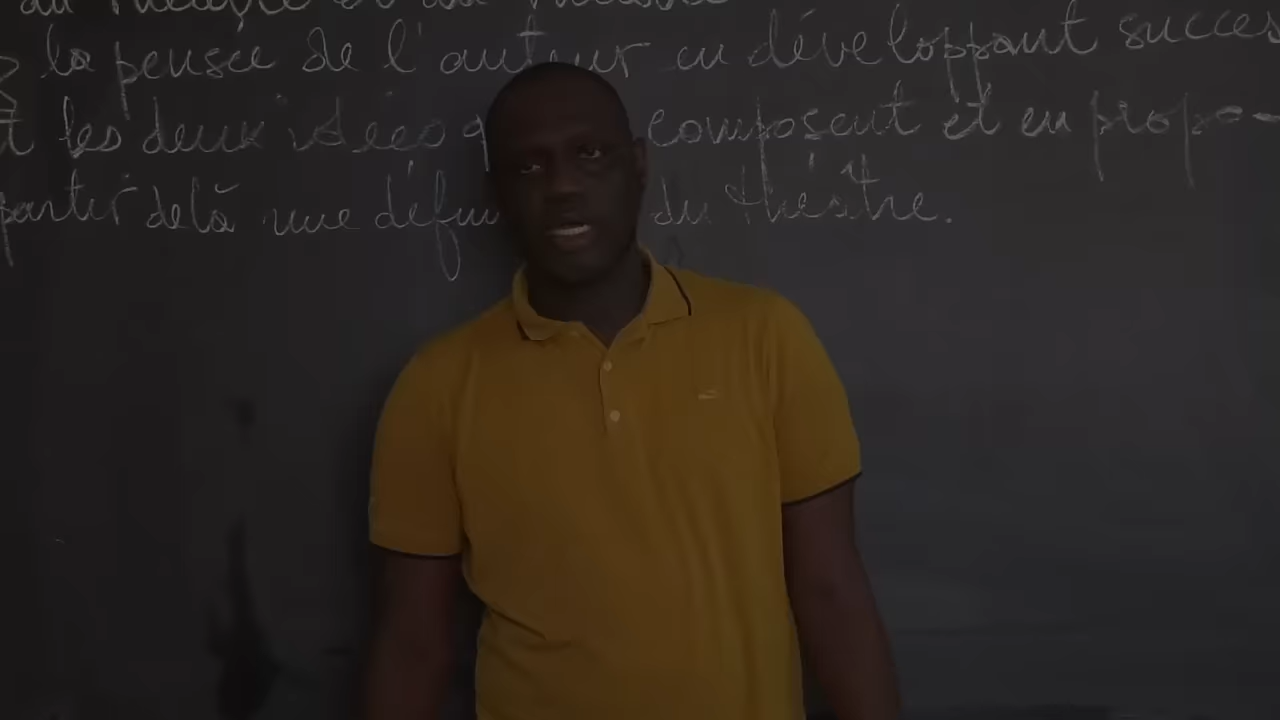 la pensée de l'auteur en développant succes
t les deux idées q composent et en propo-
partir delà une défin du théâtre.